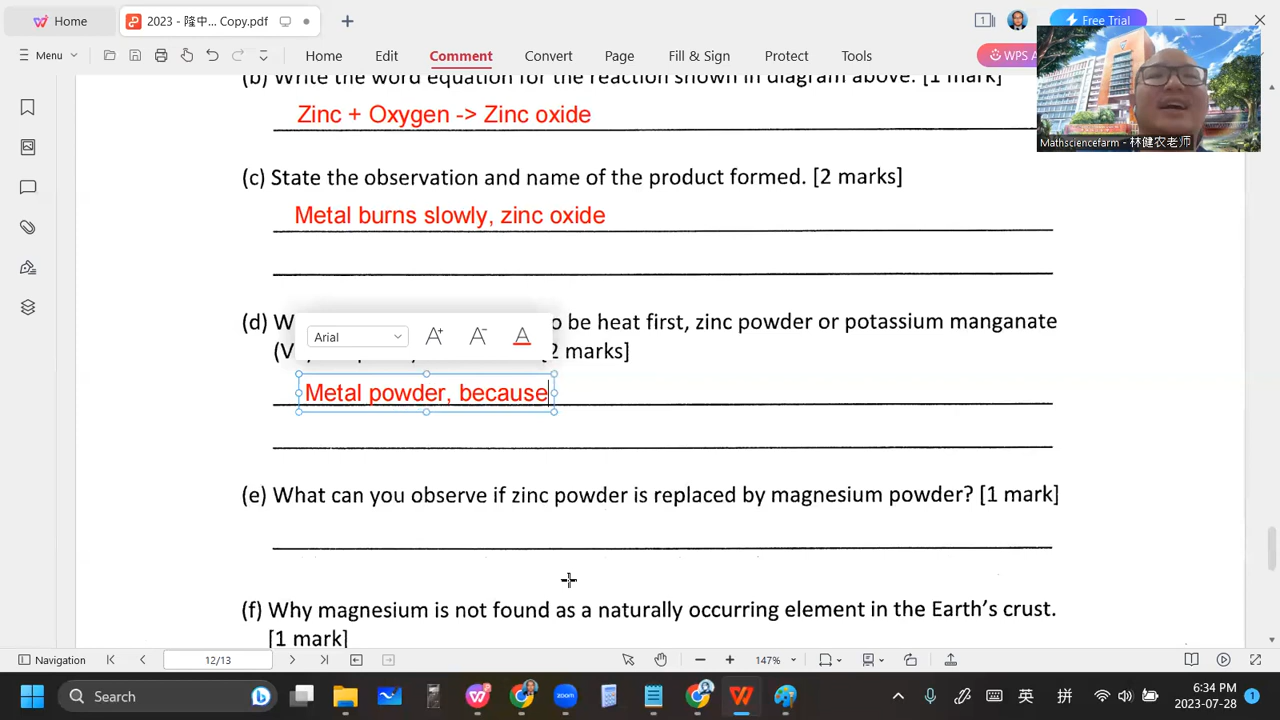 Home
2023 - 隆中... Copy.pdf
1
Free Trial
Menu
Home
Edit
Comment
Convert
Page
Fill & Sign
Protect
Tools
WPS A
(b) Write the word equation for the reaction shown in diagram above. [1 mark]
Zinc + Oxygen -> Zinc oxide
Mathsciencefarm - 林健农老师
(c) State the observation and name of the product formed. [2 marks]
Metal burns slowly, zinc oxide
(d) W
o be heat first, zinc powder or potassium manganate
Arial
(V
2 marks]
Metal powder, because
(e) What can you observe if zinc powder is replaced by magnesium powder? [1 mark]
(f) Why magnesium is not found as a naturally occurring element in the Earth's crust.
[1 mark]
Navigation
12/13
147%
Search
英
拼
6:34 PM
2023-07-28
1